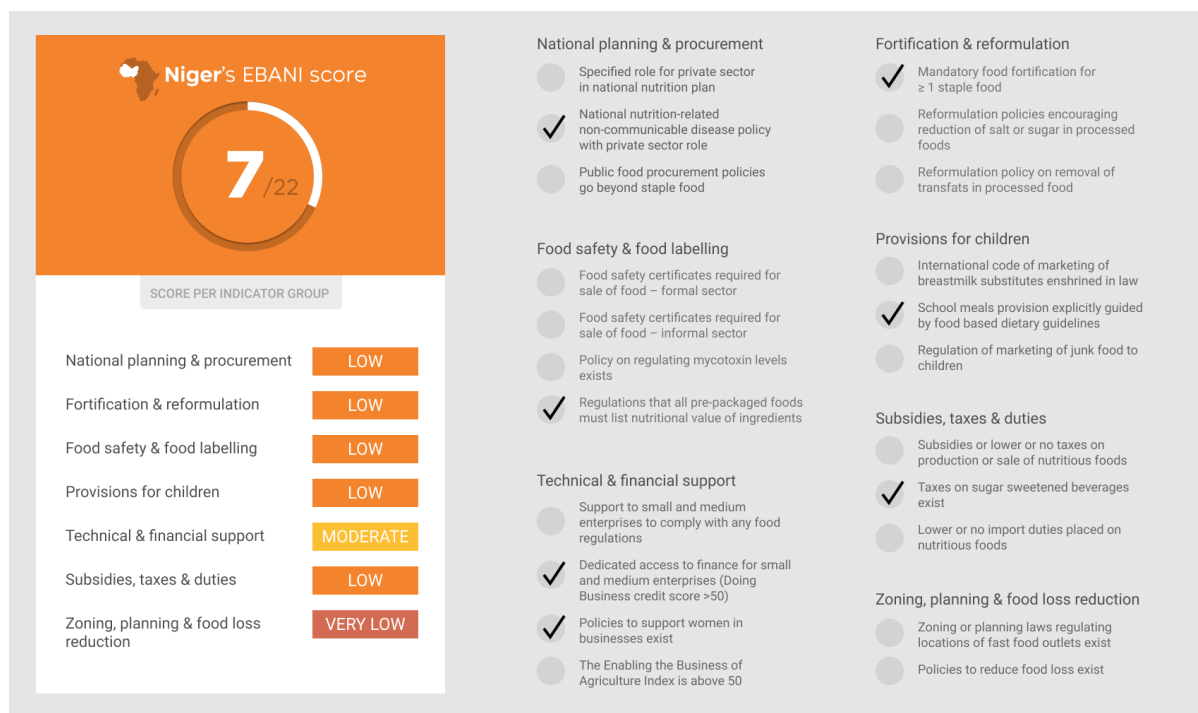 Niger's EBANI score
7/22
SCORE PER INDICATOR GROUP
National planning & procurement LOW
Fortification & reformulation LOW
Food safety & food labelling LOW
Provisions for children LOW
Technical & financial support MODERATE
Subsidies, taxes & duties LOW
Zoning, planning & food loss VERY LOW
reduction
National planning & procurement
Specified role for private sector
in national nutrition plan
National nutrition-related
non-communicable disease policy
with private sector role
Public food procurement policies
go beyond staple food
Food safety & food labelling
Food safety certificates required for
sale of food – formal sector
Food safety certificates required for
sale of food – informal sector
Policy on regulating mycotoxin levels
exists
Regulations that all pre-packaged foods
must list nutritional value of ingredients
Technical & financial support
Support to small and medium
enterprises to comply with any food
regulations
Dedicated access to finance for small
and medium enterprises (Doing
Business credit score >50)
Policies to support women in
businesses exist
The Enabling the Business of
Agriculture Index is above 50
Fortification & reformulation
Mandatory food fortification for
≥ 1 staple food
Reformulation policies encouraging
reduction of salt or sugar in processed
foods
Reformulation policy on removal of
transfats in processed food
Provisions for children
International code of marketing of
breastmilk substitutes enshrined in law
School meals provision explicitly guided
by food based dietary guidelines
Regulation of marketing of junk food to
children
Subsidies, taxes & duties
Subsidies or lower or no taxes on
production or sale of nutritious foods
Taxes on sugar sweetened beverages
exist
Lower or no import duties placed on
nutritious foods
Zoning, planning & food loss reduction
Zoning or planning laws regulating
locations of fast food outlets exist
Policies to reduce food loss exist